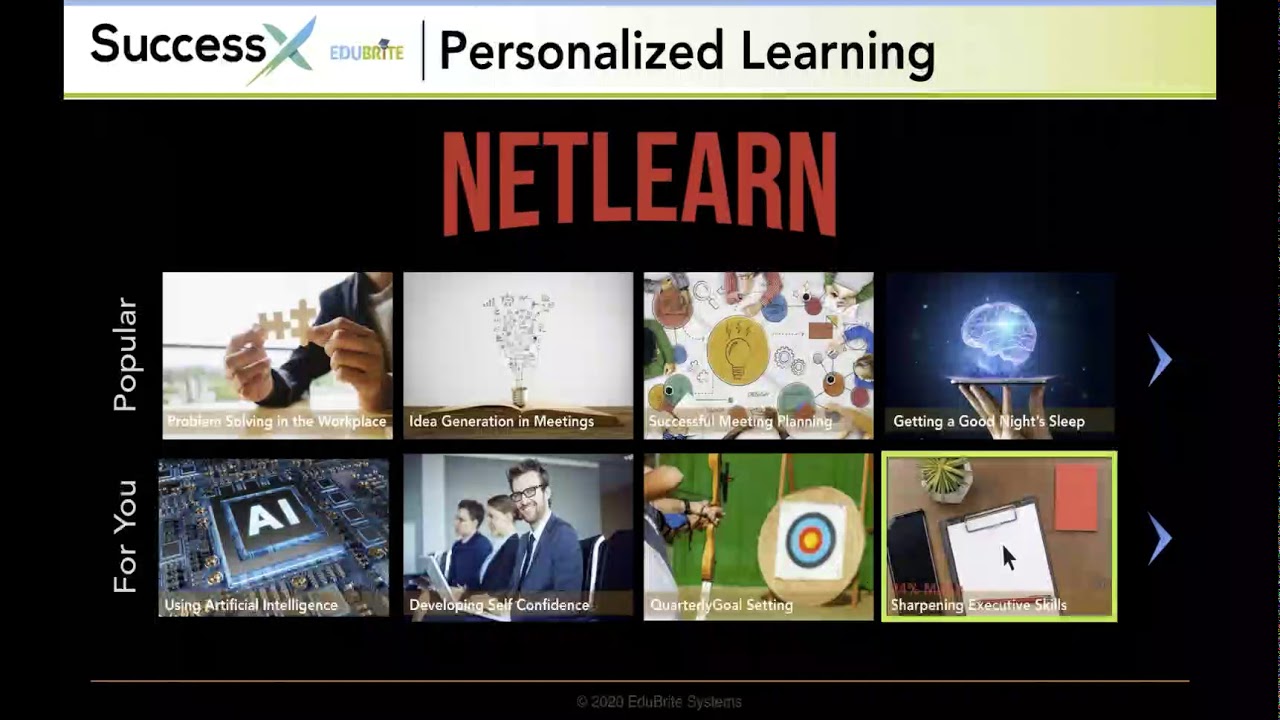 SuccessX EDUBRITE Personalized Learning
NETLEARN
Popular
Problem Solving in the Workplace
Idea Generation in Meetings
Successful Meeting Planning
Getting a Good Night's Sleep
For You
AI
Using Artificial Intelligence
Developing Self Confidence
QuarterlyGoal Setting
Sharpening Executive Skills
© 2020 EduBrite Systems